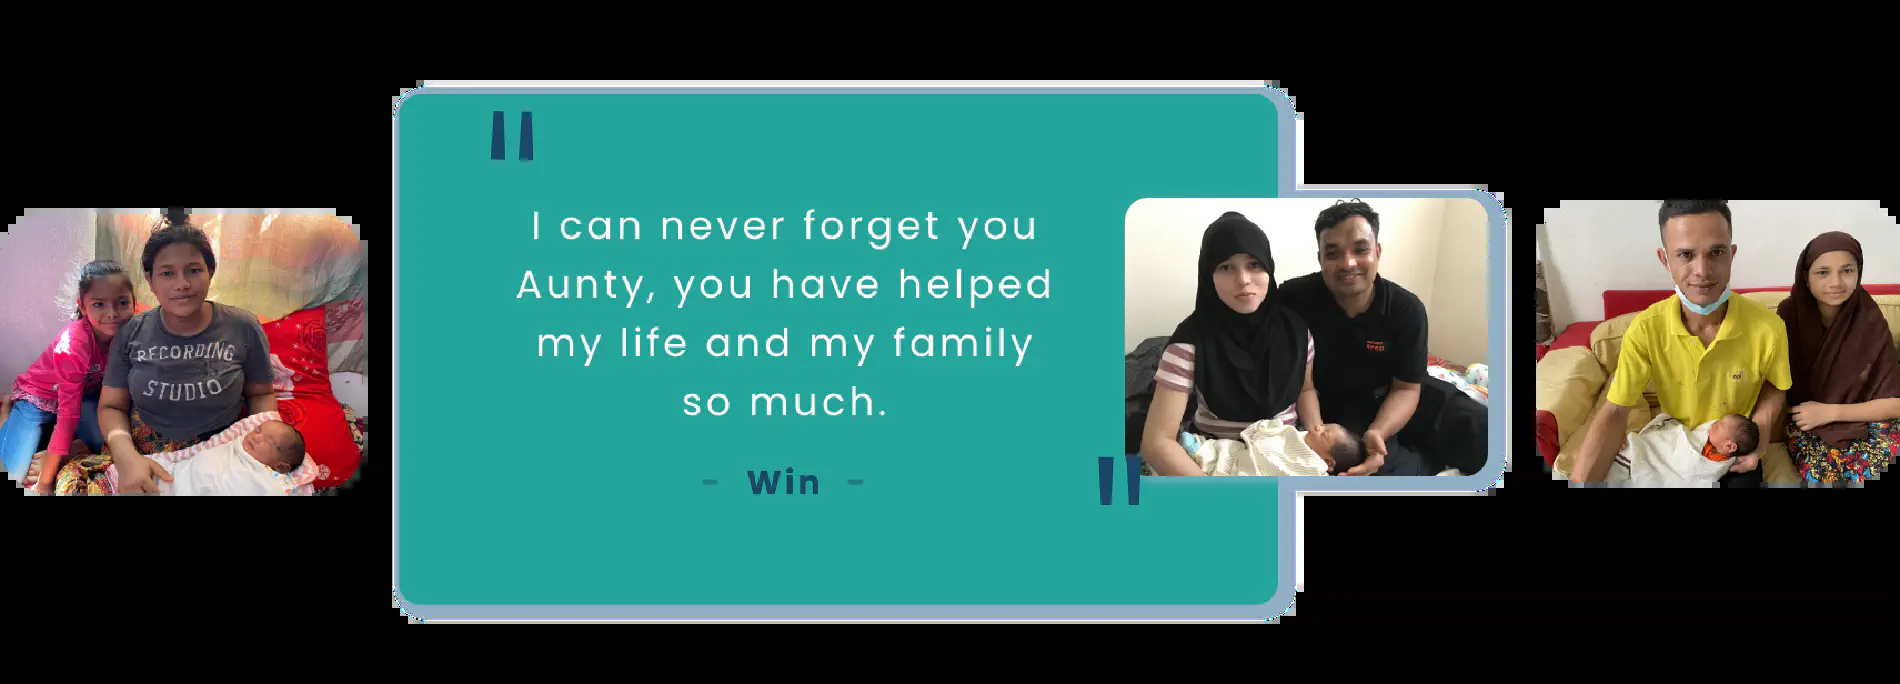 "
I can never forget you
Aunty, you have helped
my life and my family
so much.
- Win -
"
RECORDING
STUDIO